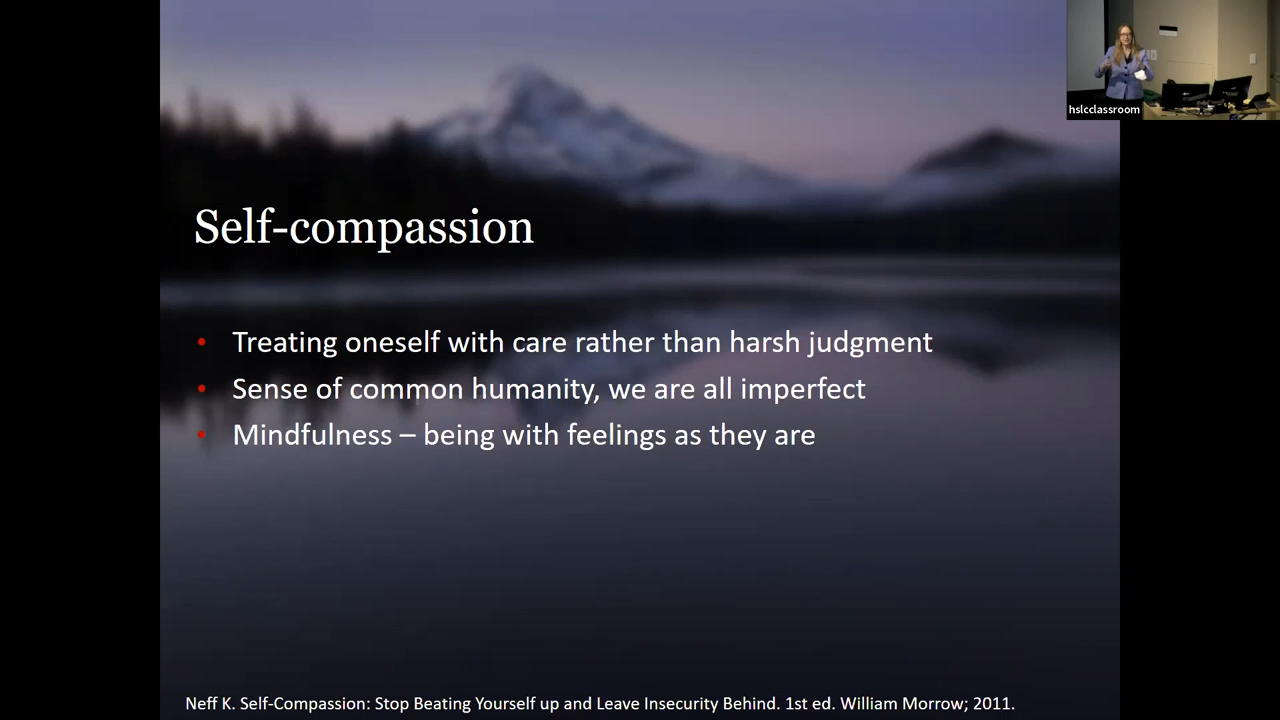 hslcclassroom
Self-compassion
• Treating oneself with care rather than harsh judgment
• Sense of common humanity, we are all imperfect
• Mindfulness – being with feelings as they are
Neff K. Self-Compassion: Stop Beating Yourself up and Leave Insecurity Behind. 1st ed. William Morrow; 2011.